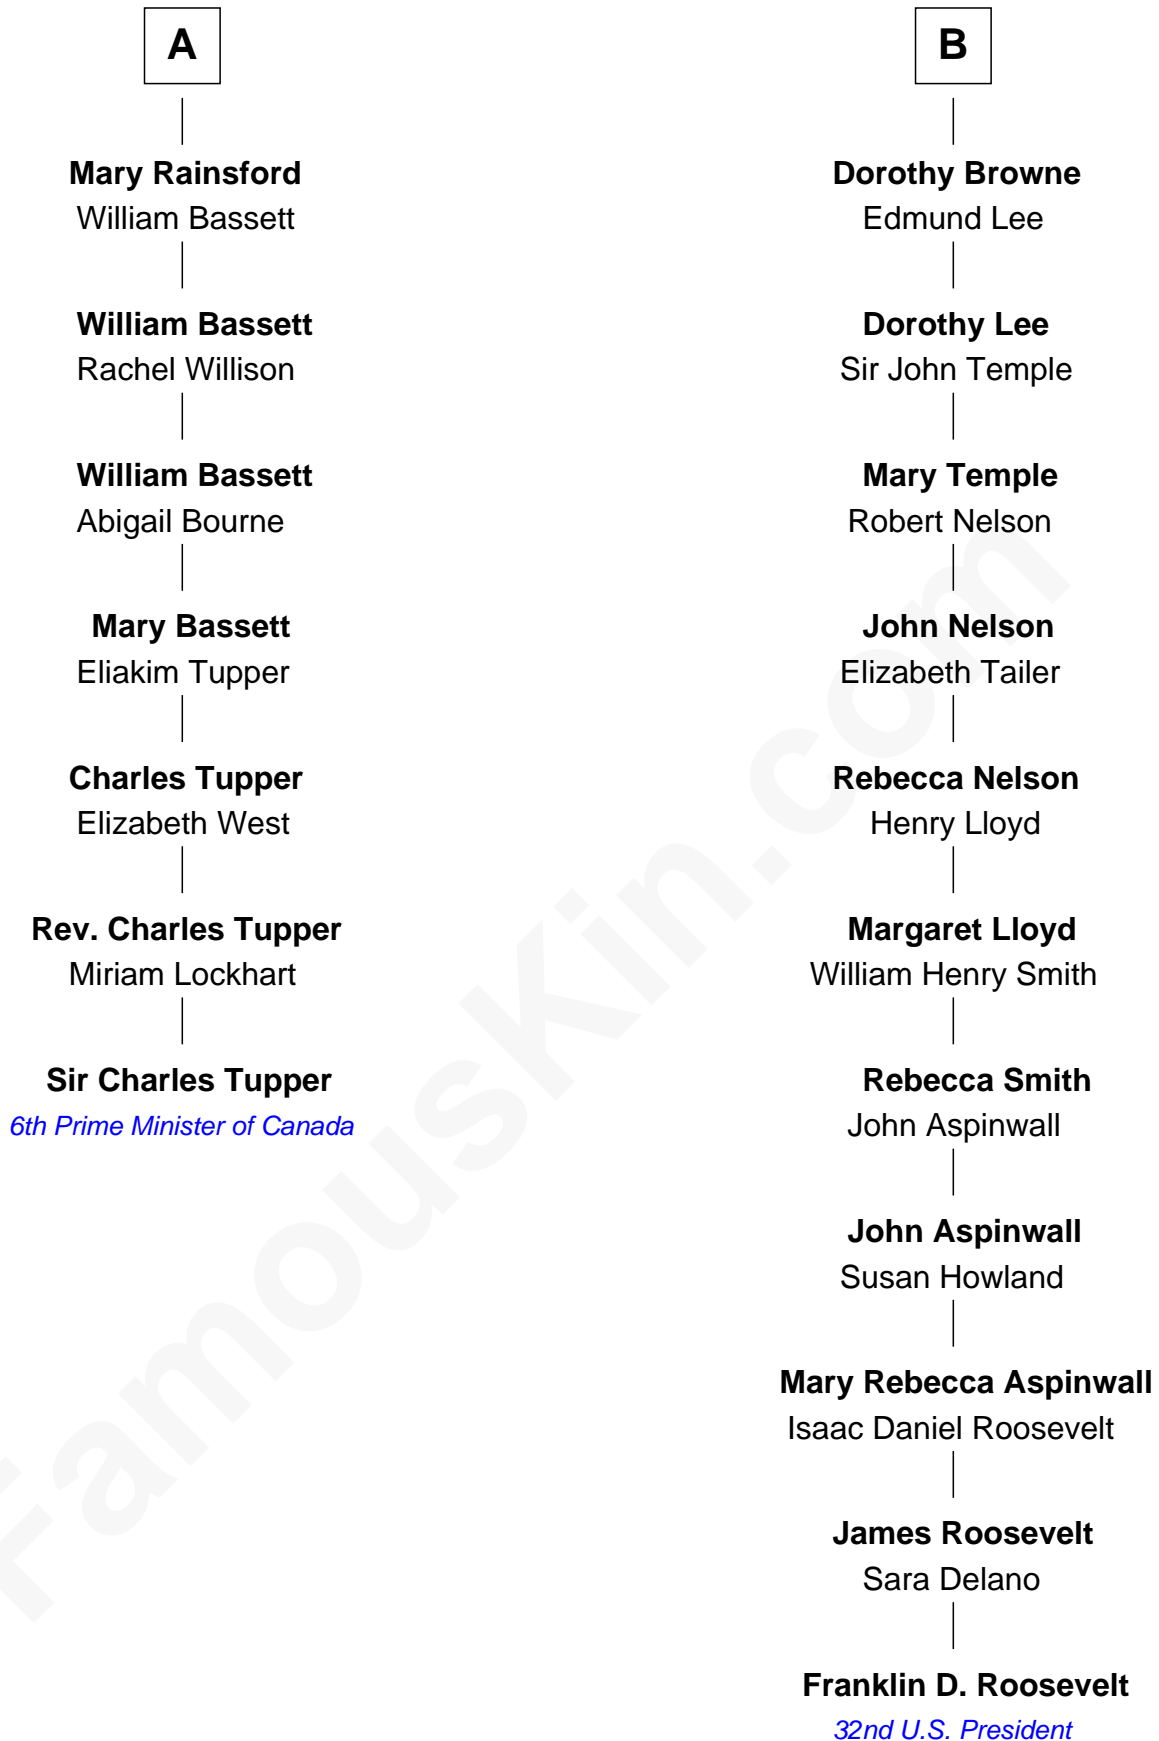 A
Mary Rainsford
William Bassett
William Bassett
Rachel Willison
William Bassett
Abigail Bourne
Mary Bassett
Eliakim Tupper
Charles Tupper
Elizabeth West
Rev. Charles Tupper
Miriam Lockhart
Sir Charles Tupper
6th Prime Minister of Canada
B
Dorothy Browne
Edmund Lee
Dorothy Lee
Sir John Temple
Mary Temple
Robert Nelson
John Nelson
Elizabeth Tailer
Rebecca Nelson
Henry Lloyd
Margaret Lloyd
William Henry Smith
Rebecca Smith
John Aspinwall
John Aspinwall
Susan Howland
Mary Rebecca Aspinwall
Isaac Daniel Roosevelt
James Roosevelt
Sara Delano
Franklin D. Roosevelt
32nd U.S. President
FamousKin.com